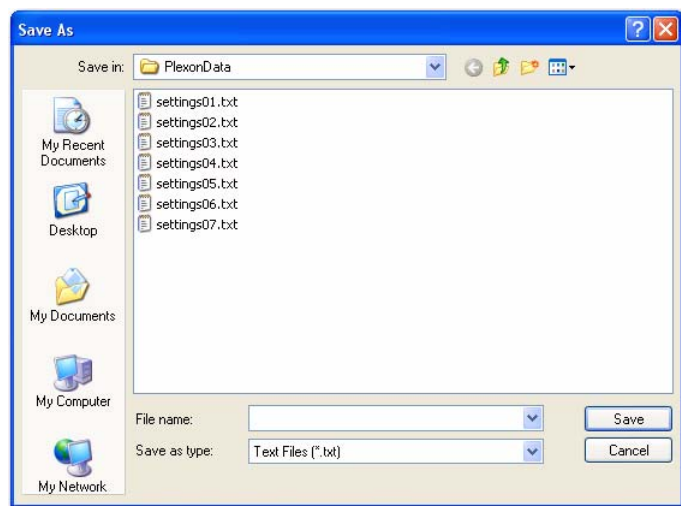 Save As
Save in: PlexonData
settings01.txt
settings02.txt
settings03.txt
settings04.txt
settings05.txt
settings06.txt
settings07.txt
My Recent
Documents
Desktop
My Documents
My Computer
My Network
File name:
Save
Save as type: Text Files (*.txt)
Cancel